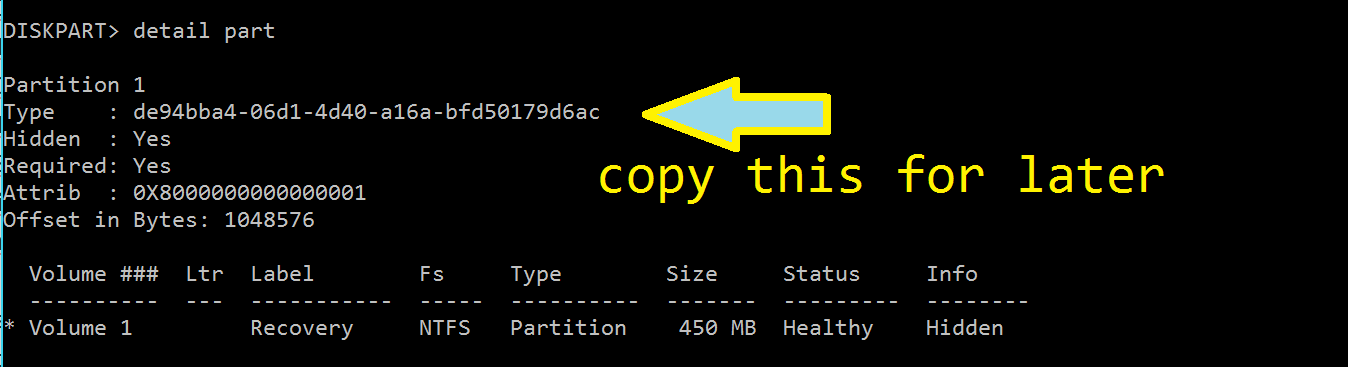 DISKPART> detail part
Partition 1
Type    : de94bba4-06d1-4d40-a16a-bfd50179d6ac
Hidden  : Yes
Required: Yes
Attrib  : 0X8000000000000001
Offset in Bytes: 1048576
copy this for later
  Volume ###  Ltr  Label        Fs     Type        Size     Status     Info
  ----------  ---  -----------  -----  ----------  -------  ---------  --------
* Volume 1         Recovery     NTFS   Partition    450 MB  Healthy    Hidden